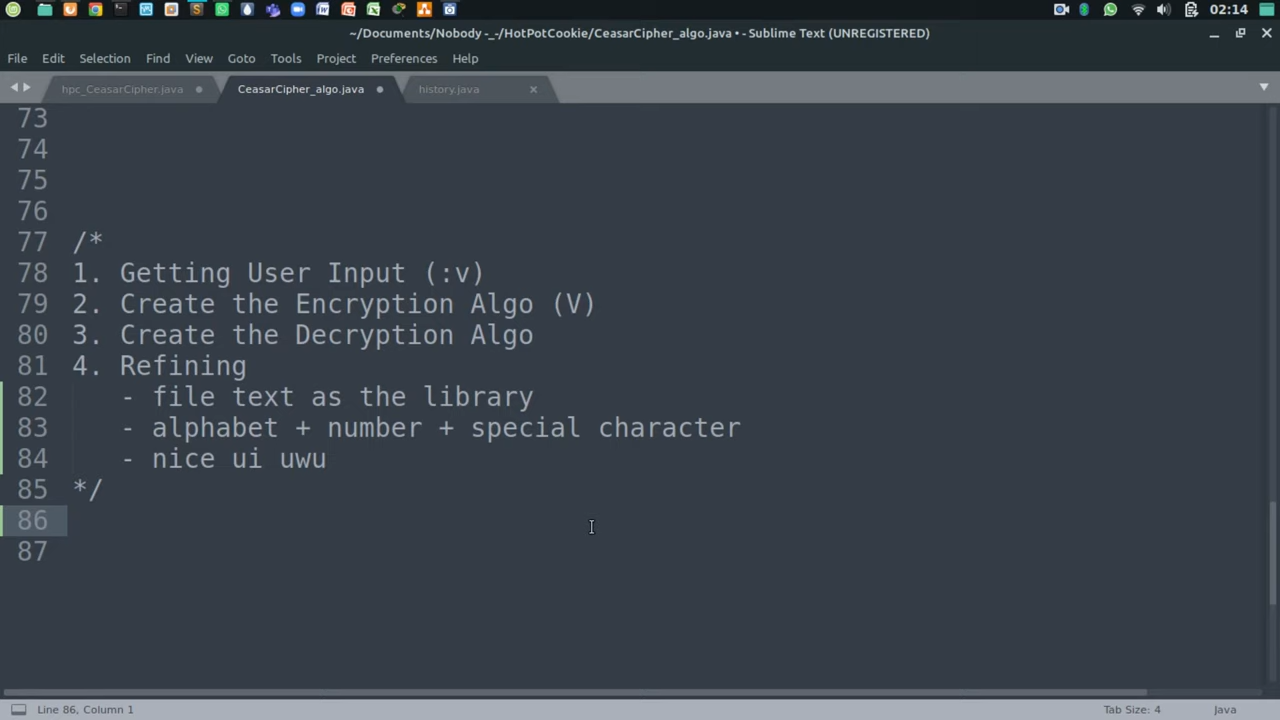 02:14
~/Documents/Nobody -_-/HotPotCookie/CeasarCipher_algo.java • - Sublime Text (UNREGISTERED)
File Edit Selection Find View Goto Tools Project Preferences Help
hpc_CeasarCipher.java CeasarCipher_algo.java history.java
73
74
75
76
77 /*
78 1. Getting User Input (:v)
79 2. Create the Encryption Algo (V)
80 3. Create the Decryption Algo
81 4. Refining
82 - file text as the library
83 - alphabet + number + special character
84 - nice ui uwu
85 */
86
87
Line 86, Column 1 Tab Size: 4 Java